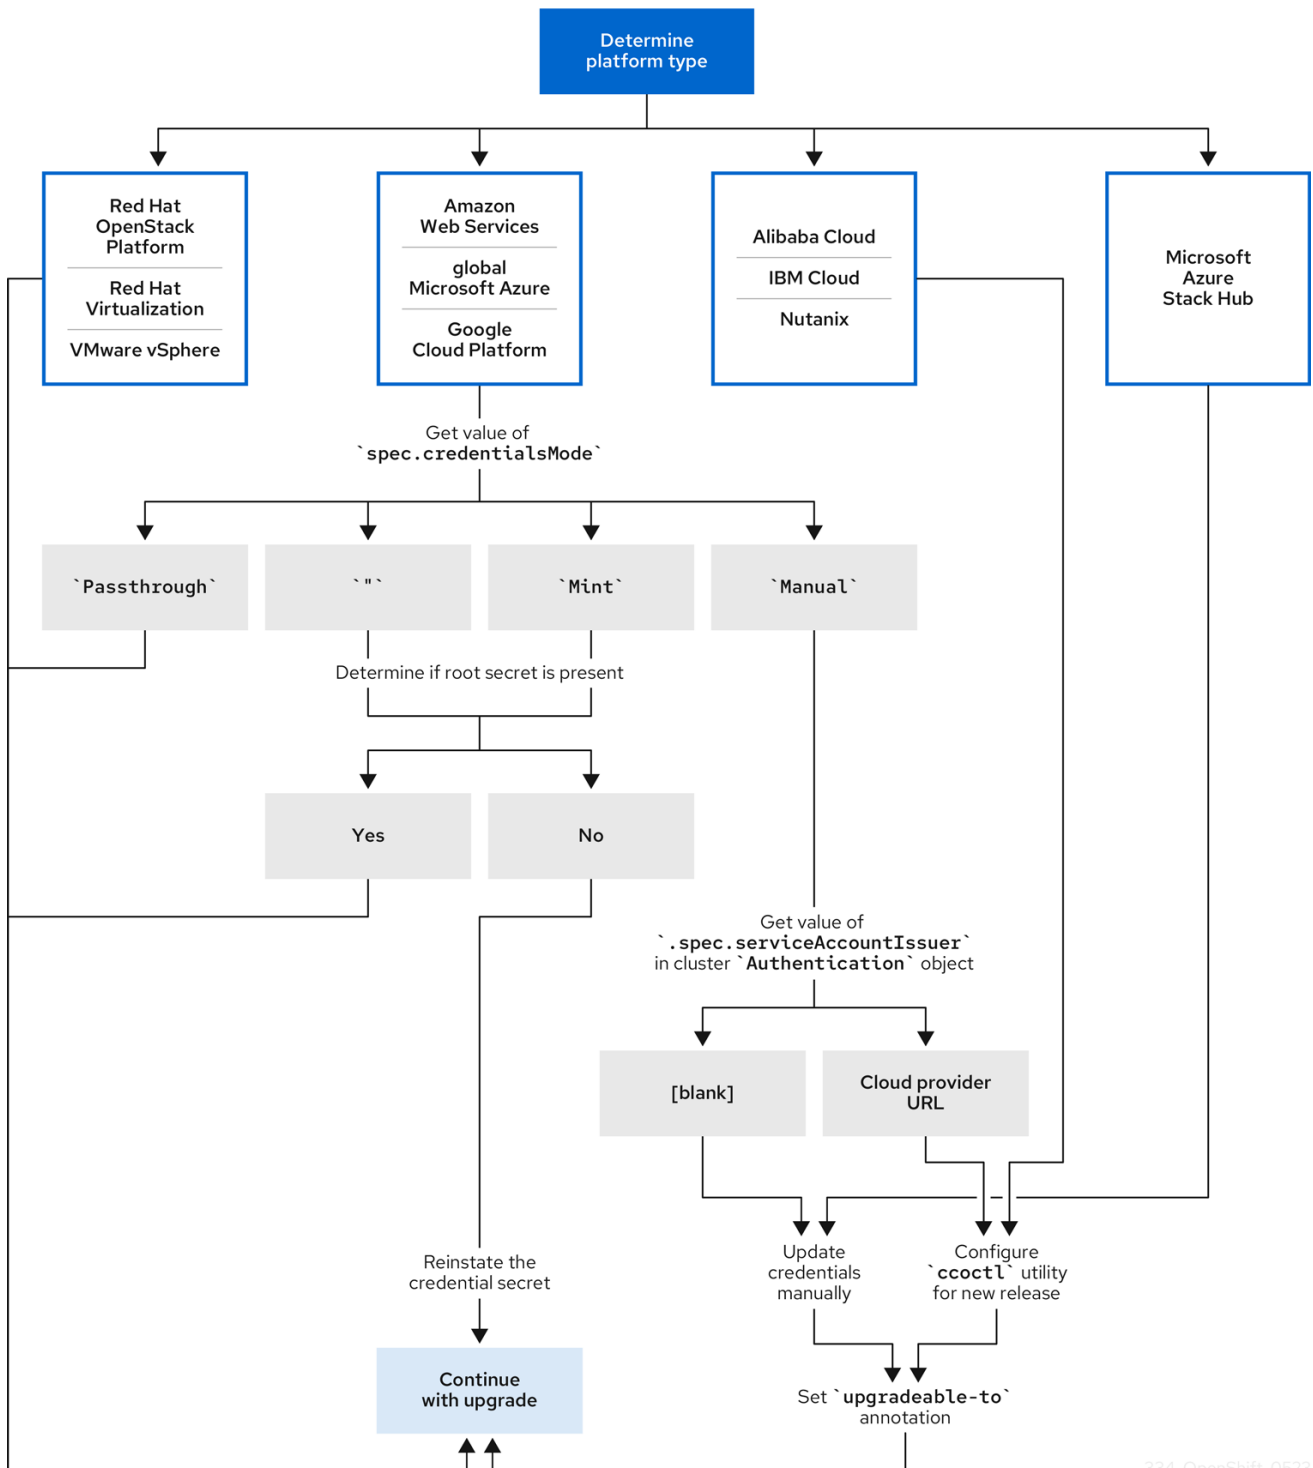 Determine
platform type
Red Hat
OpenStack
Platform
Red Hat
Virtualization
VMware vSphere
Amazon
Web Services
global
Microsoft Azure
Google
Cloud Platform
Alibaba Cloud
IBM Cloud
Nutanix
Microsoft
Azure
Stack Hub
Get value of
`spec.credentialsMode`
`Passthrough`
`"`
`Mint`
`Manual`
Determine if root secret is present
Yes
No
Get value of
`.spec.serviceAccountIssuer`
in cluster `Authentication` object
[blank]
Cloud provider
URL
Reinstate the
credential secret
Update
credentials
manually
Configure
`ccoctl` utility
for new release
Continue
with upgrade
Set `upgradeable-to`
annotation